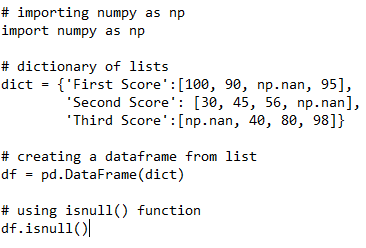 # importing numpy as np
import numpy as np

# dictionary of lists
dict = {'First Score':[100, 90, np.nan, 95],
        'Second Score': [30, 45, 56, np.nan],
        'Third Score':[np.nan, 40, 80, 98]}

# creating a dataframe from list
df = pd.DataFrame(dict)

# using isnull() function
df.isnull()